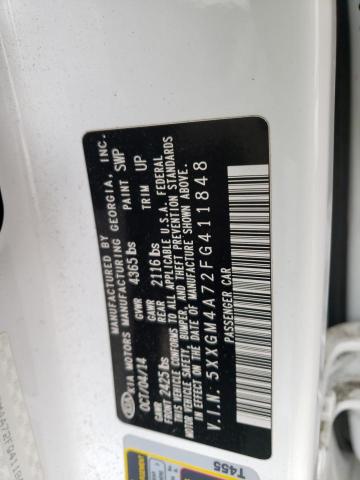 KIA
MANUFACTURED BY
KIA MOTORS MANUFACTURING GEORGIA, INC.
OCT/04/14 GVWR 4365 lbs PAINT SWP
GAWR FRONT 2425 lbs GAWR REAR 2116 lbs TRIM UP
THIS VEHICLE CONFORMS TO ALL APPLICABLE U.S.A. FEDERAL
MOTOR VEHICLE SAFETY, BUMPER, AND THEFT PREVENTION STANDARDS
IN EFFECT ON THE DATE OF MANUFACTURE SHOWN ABOVE.
V.I.N. 5XXGM4A72FG411848
PASSENGER CAR
T455